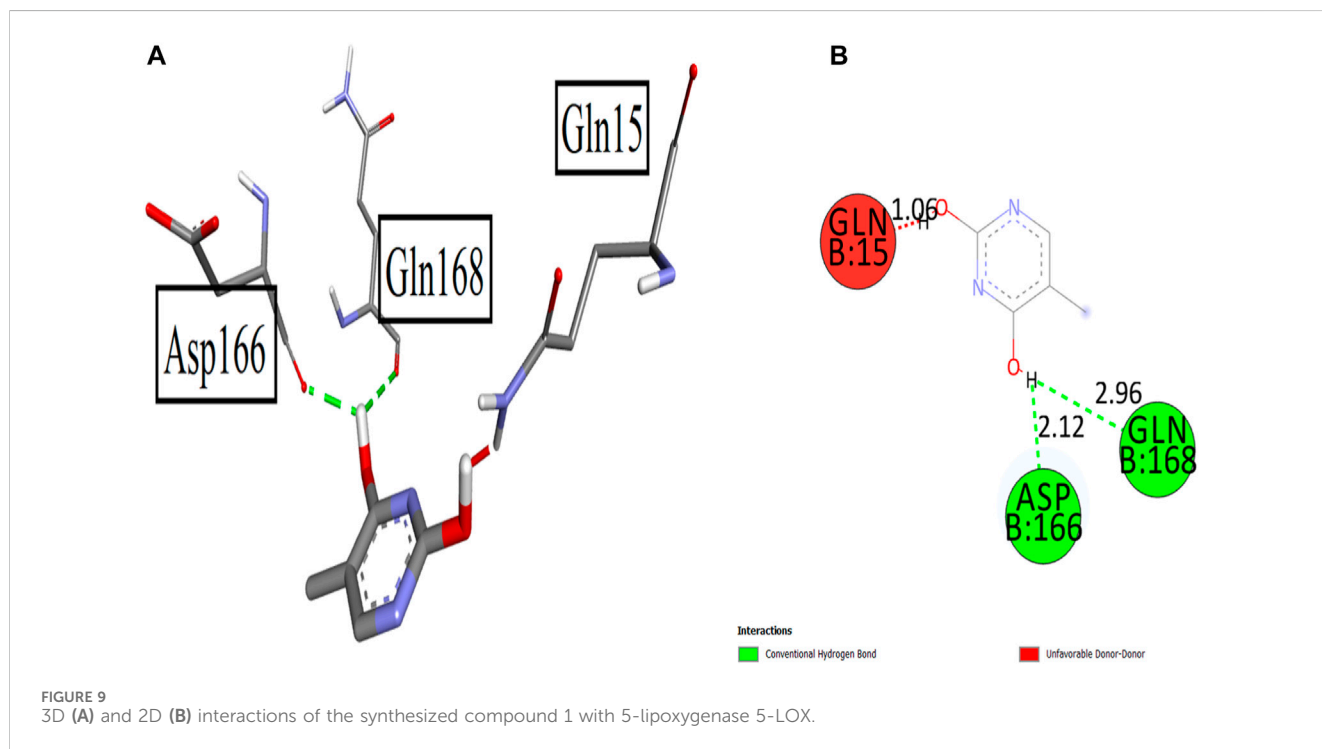 A
Gln15
Gln168
Asp166
B
GLN
B:15
1.06
H
O
N
N
O
H
2.96
2.12
GLN
B:168
ASP
B:166
Interactions
Conventional Hydrogen Bond
Unfavorable Donor-Donor
FIGURE 9
3D (A) and 2D (B) interactions of the synthesized compound 1 with 5-lipoxygenase 5-LOX.